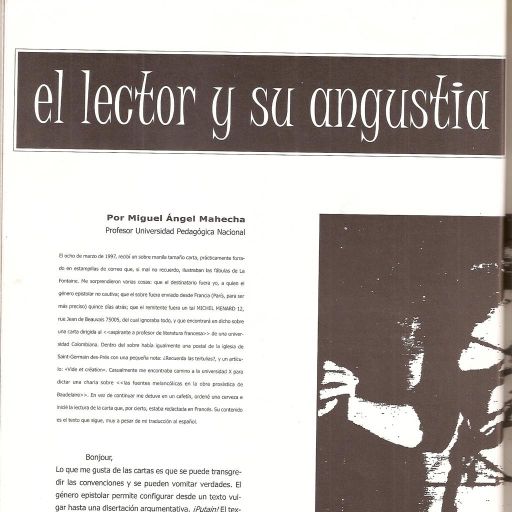 el lector y su angustia
Por Miguel Ángel Mahecha
Profesor Universidad Pedagógica Nacional
El ocho de marzo de 1997, recibí un sobre manila tamaño carta, prácticamente forra-
do en estampillas de correo que, si mal no recuerdo, ilustraban las fábulas de La
Fontaine. Me sorprendieron varias cosas: que el destinatario fuera yo, a quien el
género epistolar no cautiva; que el sobre fuera enviado desde Francia (París, para ser
más preciso) quince días atrás; que el remitente fuera un tal MICHEL MENARD 12,
rue Jean de Beauvais 75005, del cual ignoraba todo, y que encontrará en dicho sobre
una carta dirigida al <<aspirante a profesor de literatura francesa>> de una univer-
sidad Colombiana. Dentro del sobre había igualmente una postal de la iglesia de
Saint-Germain des-Prés con una pequeña nota: ¿Recuerda las tertulias?, y un artícu-
lo: «Vide et création». Casualmente me encontraba camino a la universidad X para
dictar una charla sobre <<las fuentes melancólicas en la obra prosística de
Baudelaire>>. En vez de continuar me detuve en un cafetín, ordené una cerveza e
inicié la lectura de la carta que, por cierto, estaba redactada en Francés. Su contenido
es el texto que sigue, muy a pesar de mi traducción al español.
Bonjour,
Lo que me gusta de las cartas es que se puede transgre-
dir las convenciones y se pueden vomitar verdades. El
género epistolar permite configurar desde un texto vul-
gar hasta una disertación argumentativa. ¡Putain! El tex-